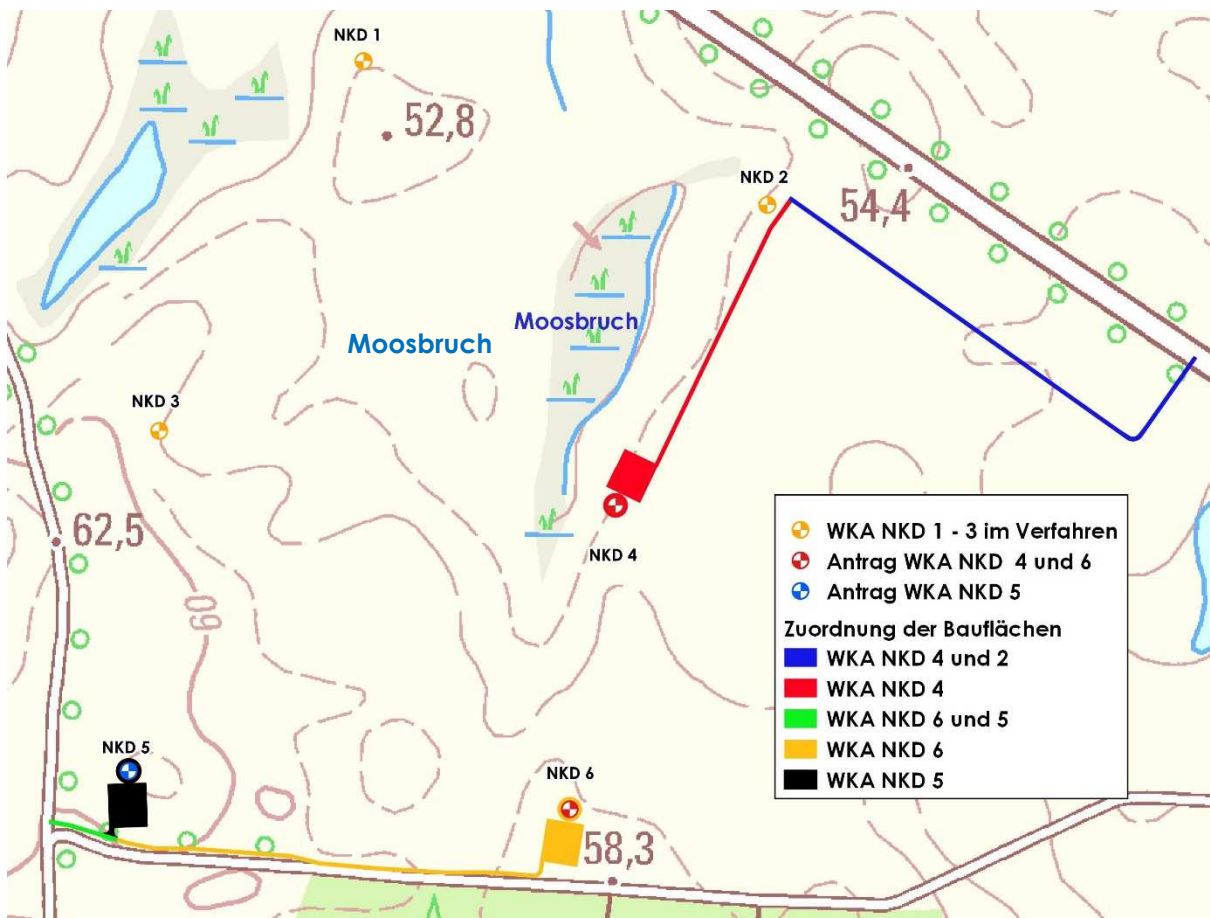 NKD 1
52,8
NKD 2
54,4
Moosbruch
Moosbruch
NKD 3
62,5
NKD 4
60
NKD 5
NKD 6
58,3
WKA NKD 1 - 3 im Verfahren
Antrag WKA NKD 4 und 6
Antrag WKA NKD 5
Zuordnung der Bauflächen
WKA NKD 4 und 2
WKA NKD 4
WKA NKD 6 und 5
WKA NKD 6
WKA NKD 5